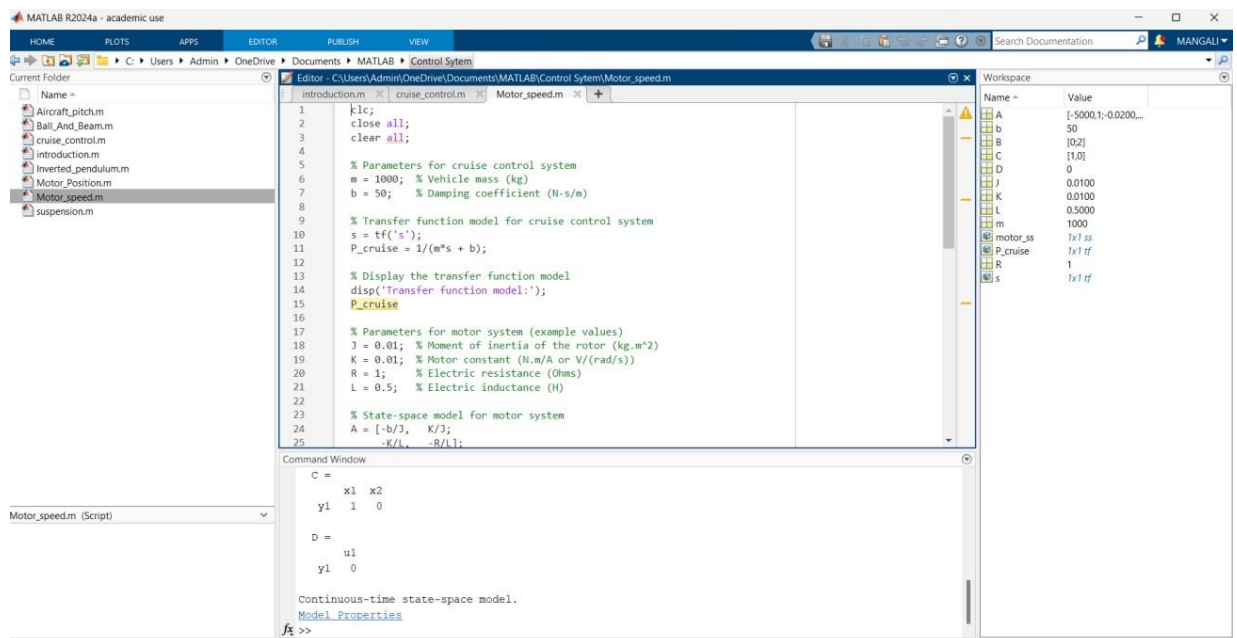 MATLAB R2024a - academic use
HOME PLOTS APPS EDITOR PUBLISH VIEW Search Documentation MANGALI
C: Users Admin OneDrive Documents MATLAB Control Sytem
Current Folder
Name
Aircraft_pitch.m
Ball_And_Beam.m
cruise_control.m
introduction.m
Inverted_pendulum.m
Motor_Position.m
Motor_speed.m
suspension.m
Motor_speed.m (Script)
Editor - C:\Users\Admin\OneDrive\Documents\MATLAB\Control Sytem\Motor_speed.m
introduction.m cruise_control.m Motor_speed.m +
1 clc;
2 close all;
3 clear all;
4
5 % Parameters for cruise control system
6 m = 1000; % Vehicle mass (kg)
7 b = 50; % Damping coefficient (N-s/m)
8
9 % Transfer function model for cruise control system
10 s = tf('s');
11 P_cruise = 1/(m*s + b);
12
13 % Display the transfer function model
14 disp('Transfer function model:');
15 P_cruise
16
17 % Parameters for motor system (example values)
18 J = 0.01; % Moment of inertia of the rotor (kg.m^2)
19 K = 0.01; % Motor constant (N.m/A or V/(rad/s))
20 R = 1; % Electric resistance (Ohms)
21 L = 0.5; % Electric inductance (H)
22
23 % State-space model for motor system
24 A = [-b/J, K/J;
25 -K/L, -R/L];
Command Window
C =
x1 x2
y1 1 0
D =
u1
y1 0
Continuous-time state-space model.
Model Properties
fx >>
Workspace
Name Value
A [-5000,1;-0.0200,...
b 50
B [0;2]
C [1,0]
D 0
J 0.0100
K 0.0100
L 0.5000
m 1000
motor_ss 1x1 ss
P_cruise 1x1 tf
R 1
s 1x1 tf